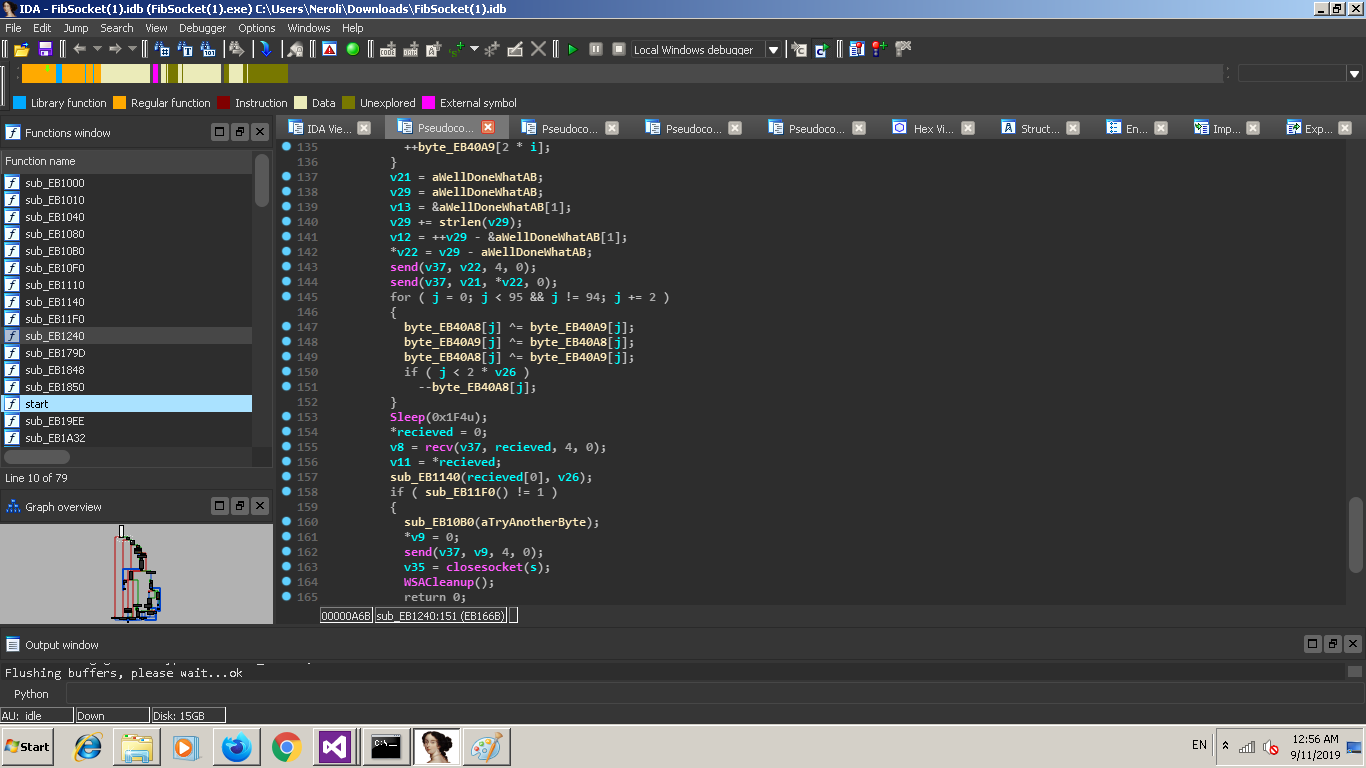 IDA - FibSocket(1).idb (FibSocket(1).exe) C:\Users\Neroli\Downloads\FibSocket(1).idb
File Edit Jump Search View Debugger Options Windows Help
Local Windows debugger
Library function Regular function Instruction Data Unexplored External symbol
Functions window
IDA Vie... Pseudoco... Pseudoco... Pseudoco... Pseudoco... Hex Vi... Struct... En... Imp... Exp...
Function name
sub_EB1000
sub_EB1010
sub_EB1040
sub_EB1080
sub_EB10B0
sub_EB10F0
sub_EB1110
sub_EB1140
sub_EB11F0
sub_EB1240
sub_EB179D
sub_EB1848
sub_EB1850
start
sub_EB19EE
sub_EB1A32
Line 10 of 79
Graph overview
135 ++byte_EB40A9[2 * i];
136 }
137 v21 = aWellDoneWhatAB;
138 v29 = aWellDoneWhatAB;
139 v13 = &aWellDoneWhatAB[1];
140 v29 += strlen(v29);
141 v12 = ++v29 - &aWellDoneWhatAB[1];
142 *v22 = v29 - aWellDoneWhatAB;
143 send(v37, v22, 4, 0);
144 send(v37, v21, *v22, 0);
145 for ( j = 0; j < 95 && j != 94; j += 2 )
146 {
147 byte_EB40A8[j] ^= byte_EB40A9[j];
148 byte_EB40A9[j] ^= byte_EB40A8[j];
149 byte_EB40A8[j] ^= byte_EB40A9[j];
150 if ( j < 2 * v26 )
151 --byte_EB40A8[j];
152 }
153 Sleep(0x1F4u);
154 *recieved = 0;
155 v8 = recv(v37, recieved, 4, 0);
156 v11 = *recieved;
157 sub_EB1140(recieved[0], v26);
158 if ( sub_EB11F0() != 1 )
159 {
160 sub_EB10B0(aTryAnotherByte);
161 *v9 = 0;
162 send(v37, v9, 4, 0);
163 v35 = closesocket(s);
164 WSACleanup();
165 return 0;
00000A6B sub_EB1240:151 (EB166B)
Output window
Flushing buffers, please wait...ok
Python
AU: idle Down Disk: 15GB
Start
EN
12:56 AM
9/11/2019